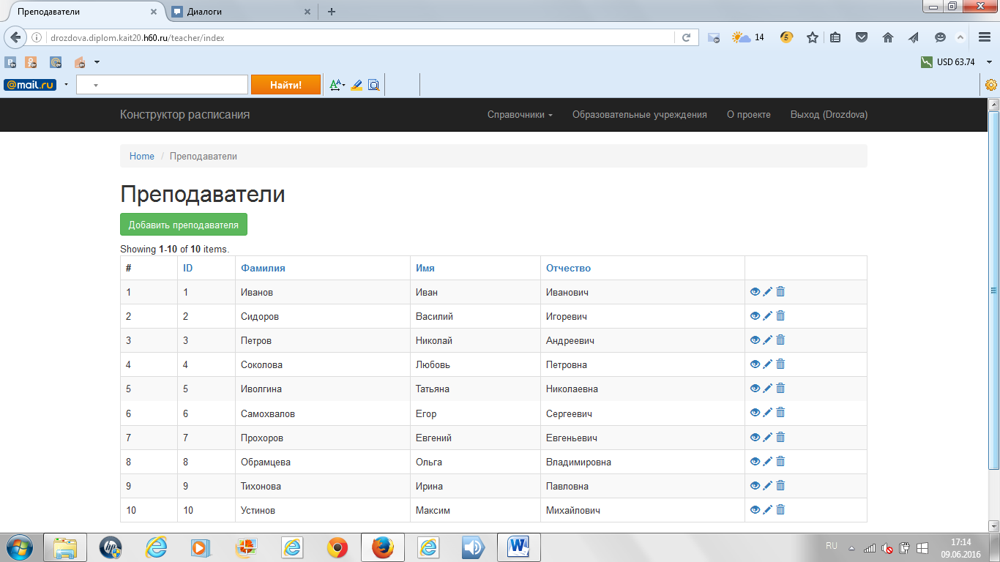 Преподаватели
Диалоги
drozdova.diplom.kait20.h60.ru/teacher/index
14
5
USD 63.74
@mail.ru
Найти!
Конструктор расписания Справочники Образовательные учреждения О проекте Выход (Drozdova)
Home / Преподаватели
Преподаватели
Добавить преподавателя
Showing 1-10 of 10 items.
# ID Фамилия Имя Отчество
1 1 Иванов Иван Иванович
2 2 Сидоров Василий Игоревич
3 3 Петров Николай Андреевич
4 4 Соколова Любовь Петровна
5 5 Иволгина Татьяна Николаевна
6 6 Самохвалов Егор Сергеевич
7 7 Прохоров Евгений Евгеньевич
8 8 Обрамцева Ольга Владимировна
9 9 Тихонова Ирина Павловна
10 10 Устинов Максим Михайлович
RU
17:14
09.06.2016